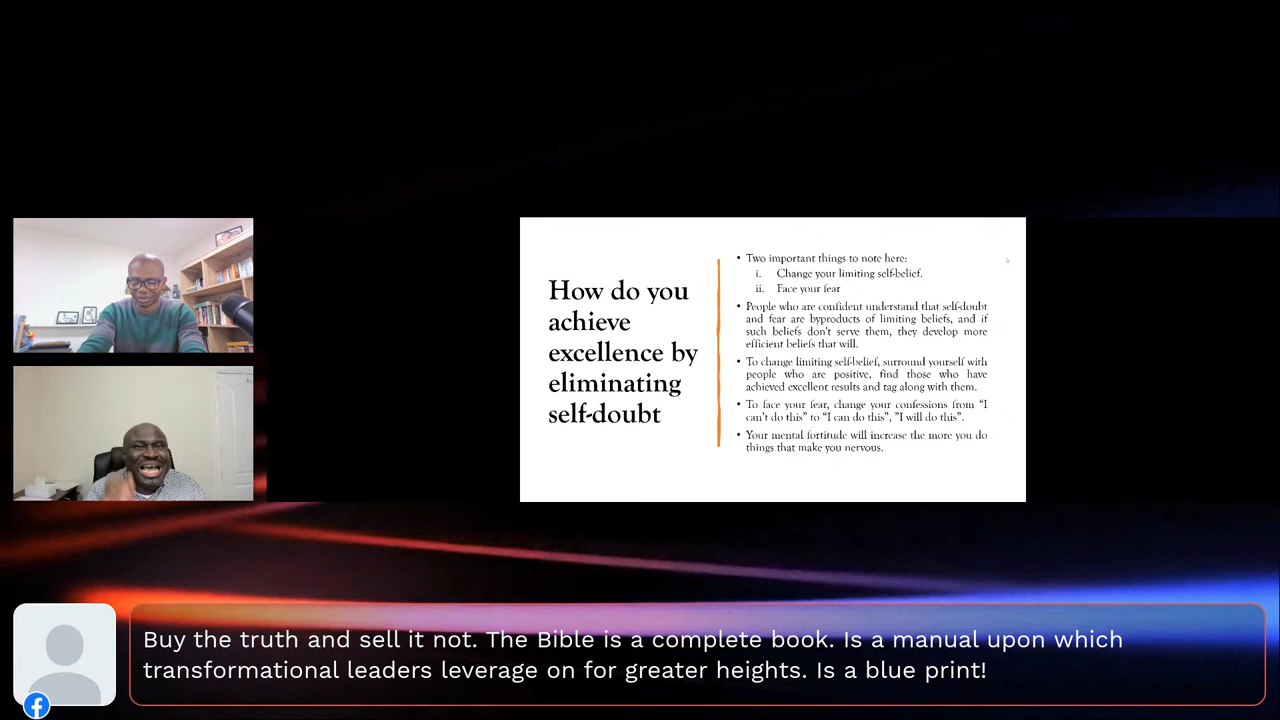 How do you
achieve
excellence by
eliminating
self-doubt
• Two important things to note here:
i. Change your limiting self-belief.
ii. Face your fear
• People who are confident understand that self-doubt
and fear are byproducts of limiting beliefs, and if
such beliefs don't serve them, they develop more
efficient beliefs that will.
• To change limiting self-belief, surround yourself with
people who are positive, find those who have
achieved excellent results and tag along with them.
• To face your fear, change your confessions from “I
can't do this” to “I can do this”, ”I will do this”.
• Your mental fortitude will increase the more you do
things that make you nervous.
Buy the truth and sell it not. The Bible is a complete book. Is a manual upon which
transformational leaders leverage on for greater heights. Is a blue print!